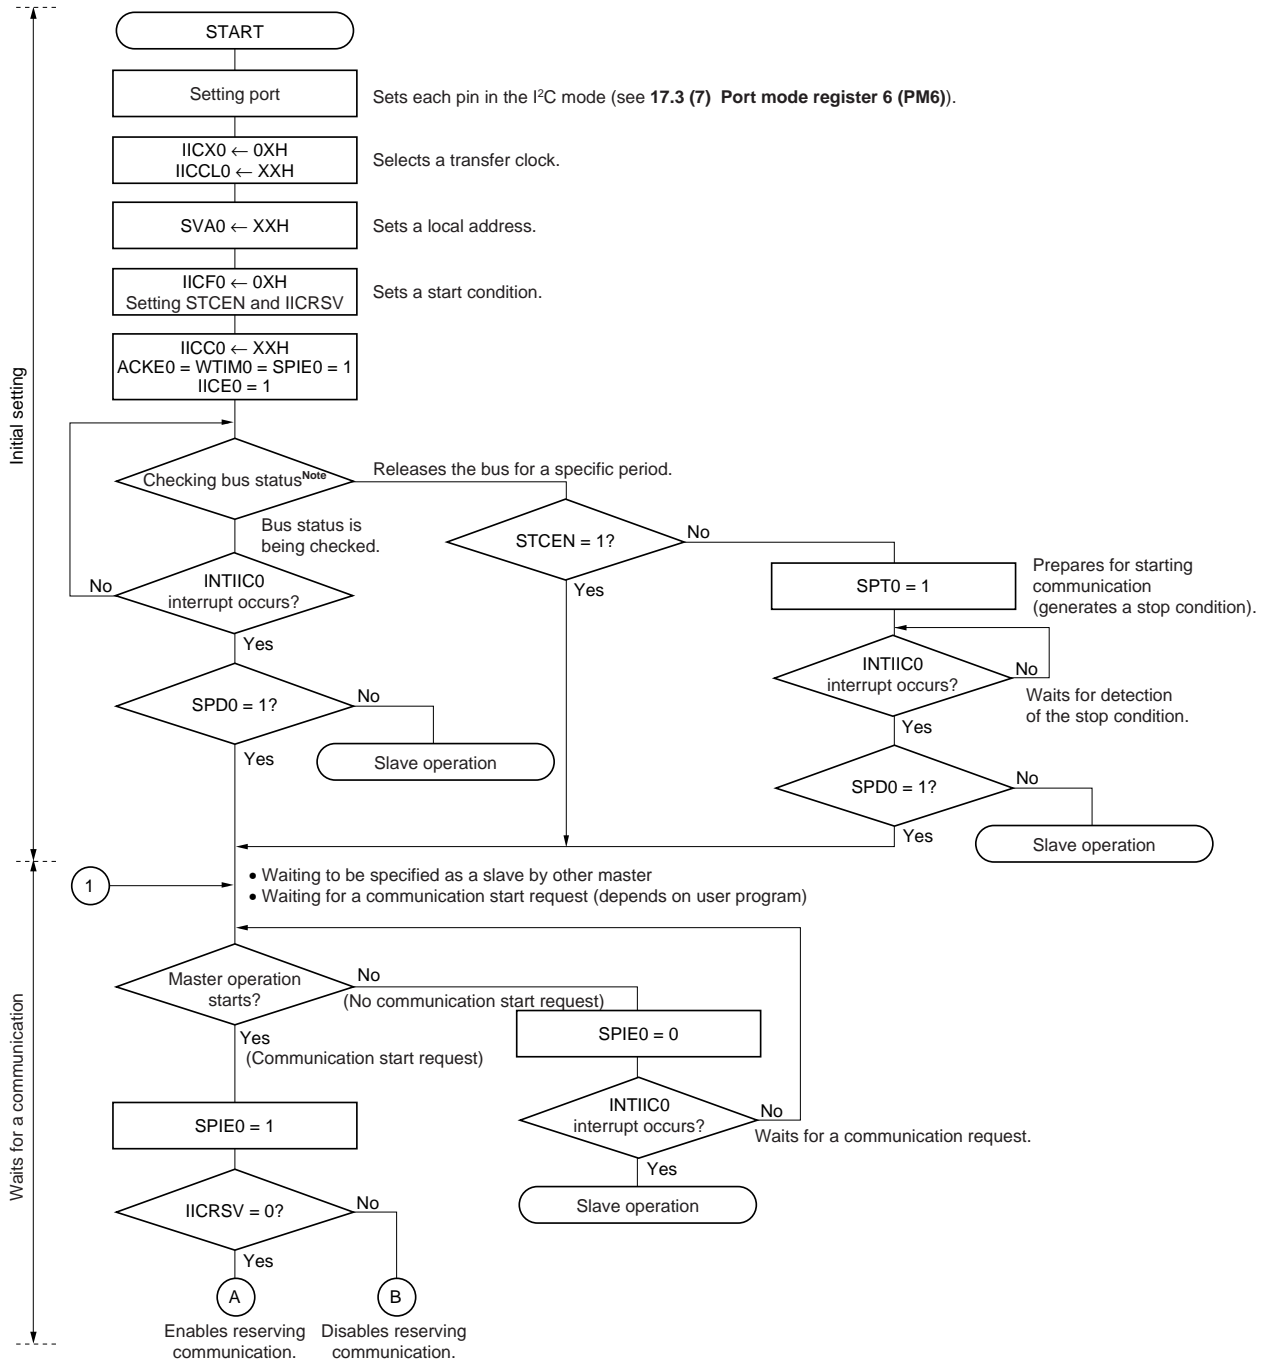 START
Setting port
Sets each pin in the I²C mode (see 17.3 (7) Port mode register 6 (PM6)).
IICX0 ← 0XH
IICCL0 ← XXH
Selects a transfer clock.
SVA0 ← XXH
Sets a local address.
IICF0 ← 0XH
Setting STCEN and IICRSV
Sets a start condition.
IICC0 ← XXH
ACKE0 = WTIM0 = SPIE0 = 1
IICE0 = 1
Initial setting
Checking bus status Note
Releases the bus for a specific period.
Bus status is
being checked.
STCEN = 1?
No
Yes
Prepares for starting
communication
(generates a stop condition).
SPT0 = 1
INTIIC0
interrupt occurs?
No
Yes
INTIIC0
interrupt occurs?
No
Waits for detection
of the stop condition.
Yes
SPD0 = 1?
No
Yes
Slave operation
SPD0 = 1?
No
Yes
Slave operation
1
• Waiting to be specified as a slave by other master
• Waiting for a communication start request (depends on user program)
Waits for a communication
Master operation
starts?
No
(No communication start request)
Yes
(Communication start request)
SPIE0 = 0
INTIIC0
interrupt occurs?
No
Waits for a communication request.
Yes
Slave operation
SPIE0 = 1
IICRSV = 0?
No
Yes
A
B
Enables reserving
communication.
Disables reserving
communication.